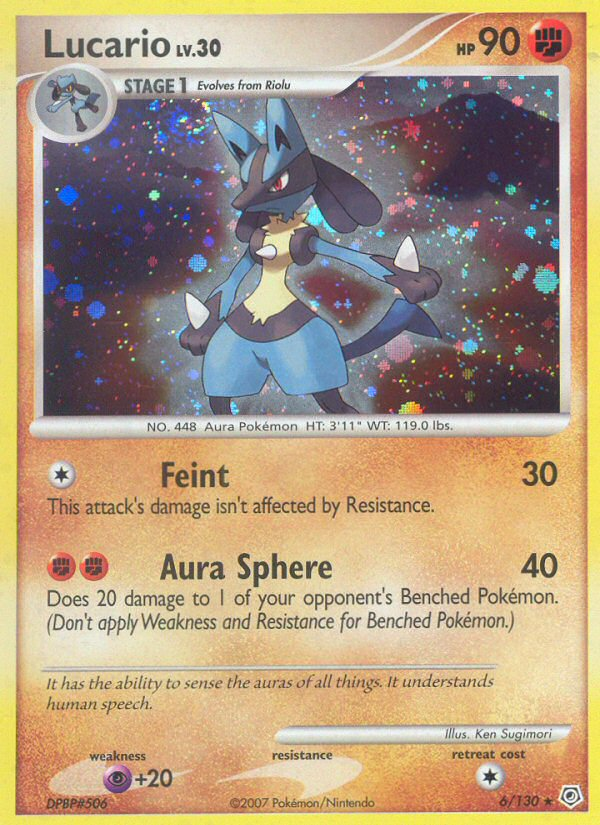 Lucario LV.30
HP 90
STAGE 1 Evolves from Riolu
NO. 448 Aura Pokémon HT: 3'11" WT: 119.0 lbs.
Feint 30
This attack's damage isn't affected by Resistance.
Aura Sphere 40
Does 20 damage to 1 of your opponent's Benched Pokémon.
(Don't apply Weakness and Resistance for Benched Pokémon.)
It has the ability to sense the auras of all things. It understands
human speech.
Illus. Ken Sugimori
weakness resistance retreat cost
+20
DPBP#506 ©2007 Pokémon/Nintendo 6/130 ★